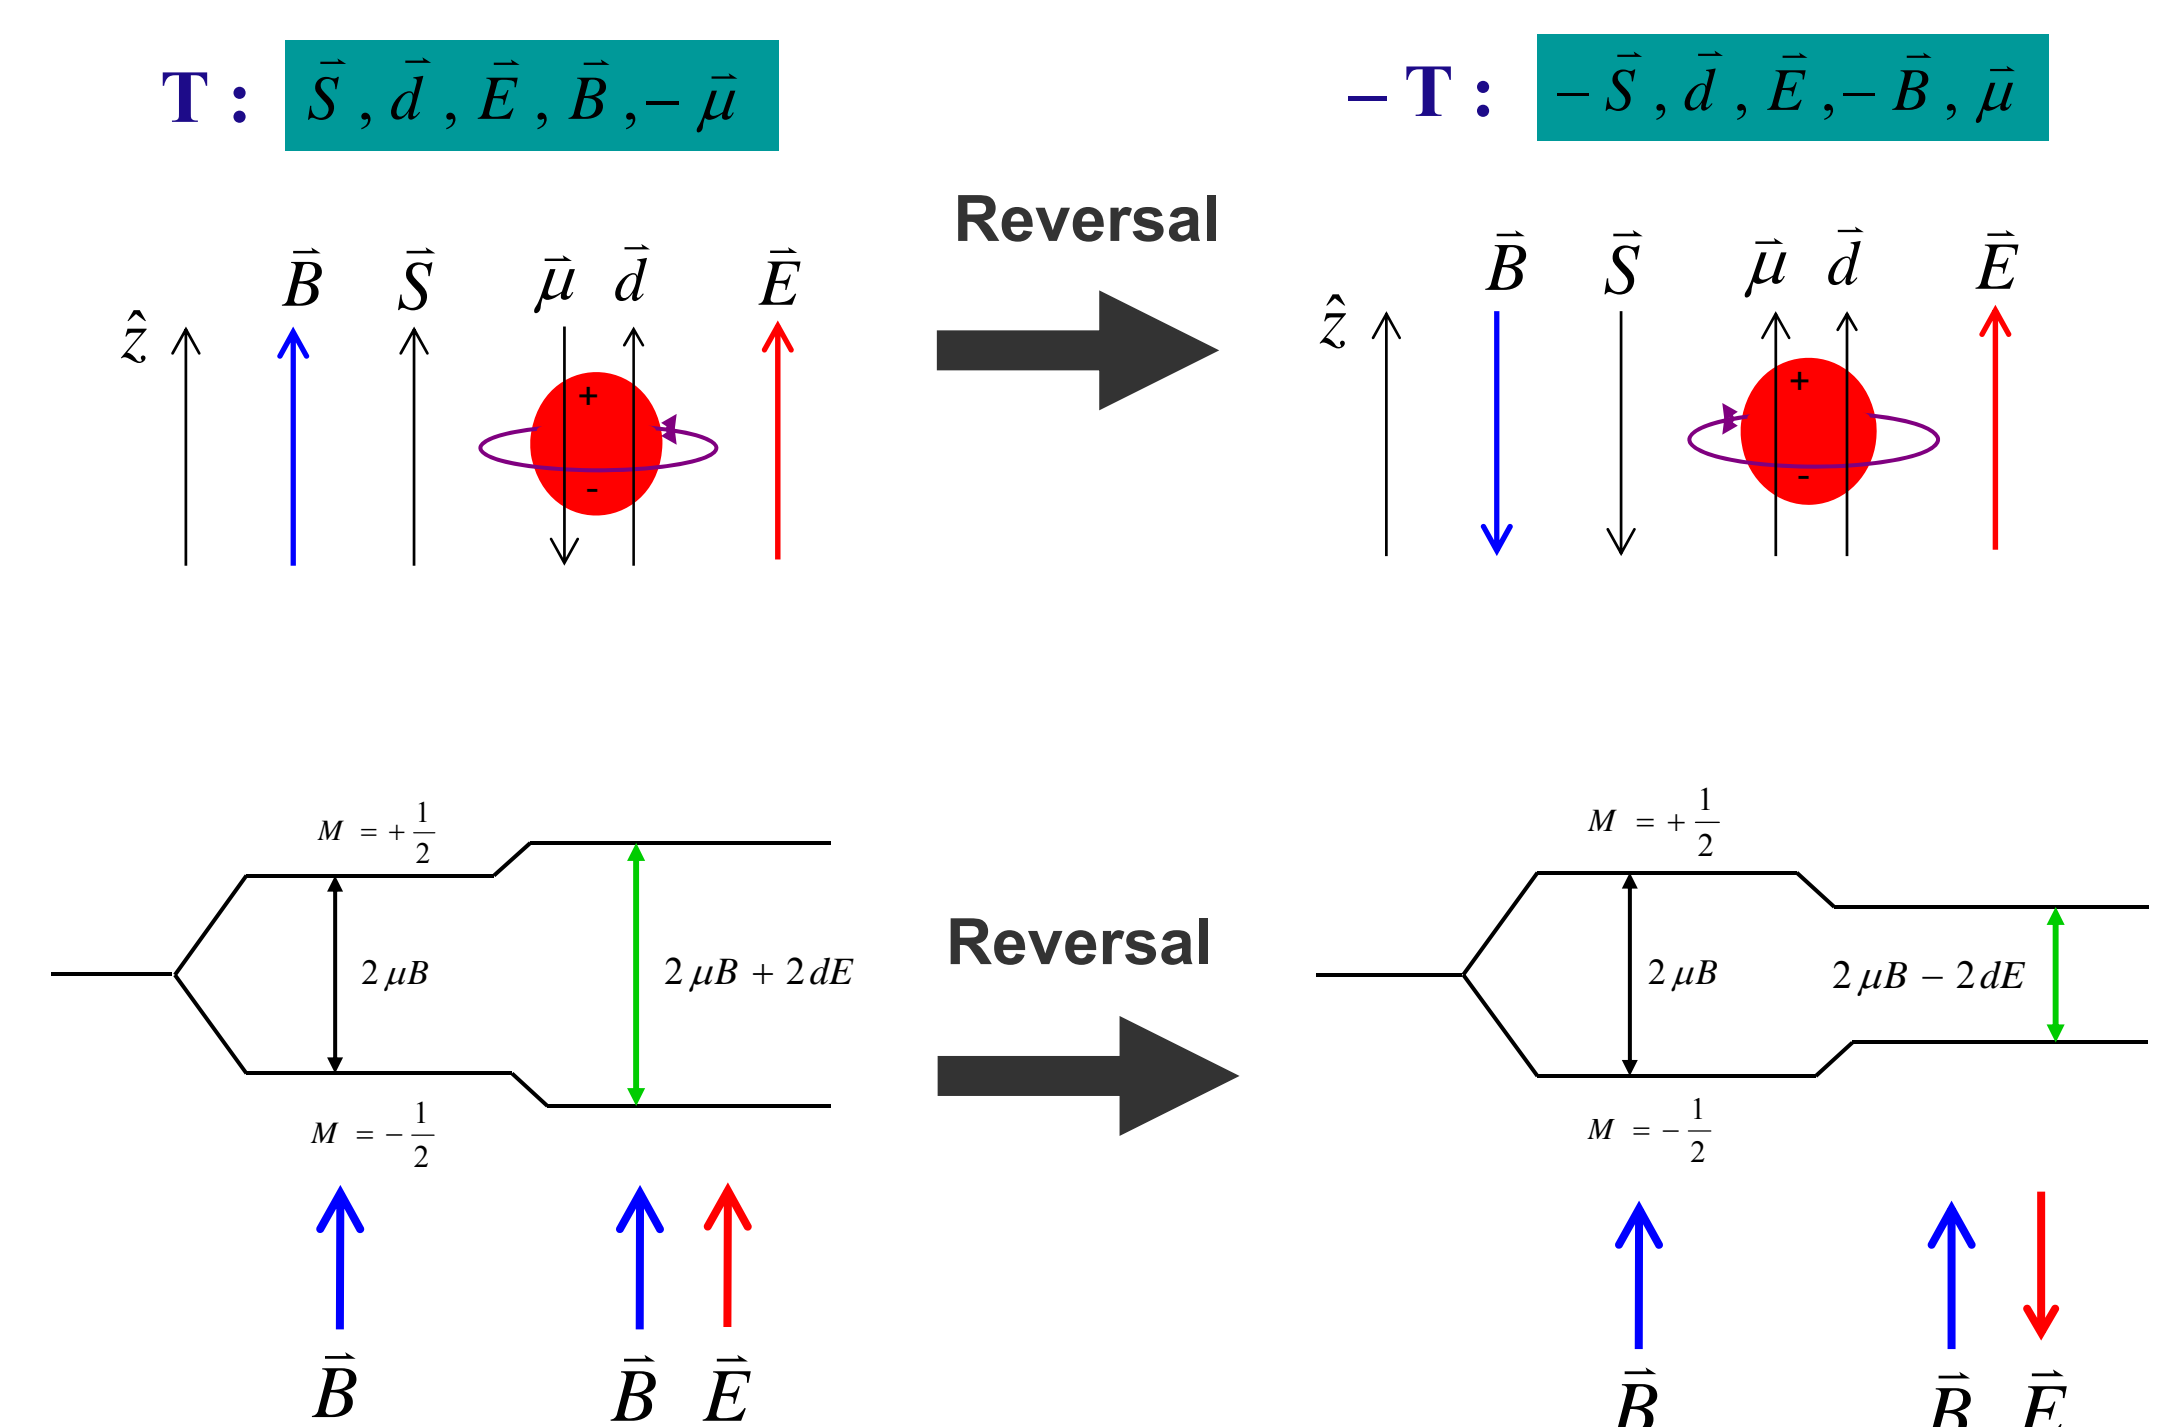 T : S⃗ , d⃗ , E⃗ , B⃗ ,– μ⃗
– T : – S⃗ , d⃗ , E⃗ ,– B⃗ , μ⃗
Reversal
ẑ B⃗ S⃗ μ⃗ d⃗ E⃗
+
-
ẑ B⃗ S⃗ μ⃗ d⃗ E⃗
+
-
M = + 1/2
2 μB
2 μB + 2 dE
M = − 1/2
B⃗
B⃗ E⃗
Reversal
M = + 1/2
2 μB
2 μB − 2 dE
M = − 1/2
B⃗
B⃗ E⃗